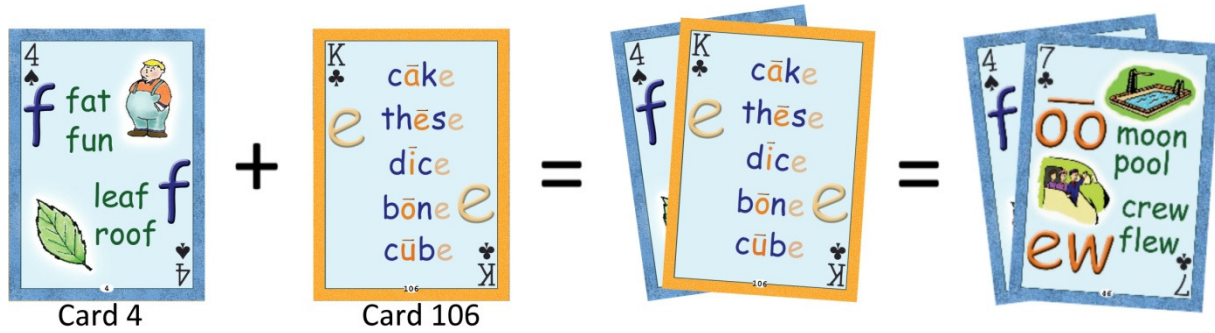 4
f fat
fun
leaf f
roof
4
4
Card 4
+
K
cāke
e thēse
dīce
bōne e
cūbe
K
106
Card 106
=
4
f
K
cāke
e thēse
dīce
bōne e
cūbe
K
106
=
4
f
7
o̅o̅ moon
pool
crew
ew flew
7
46